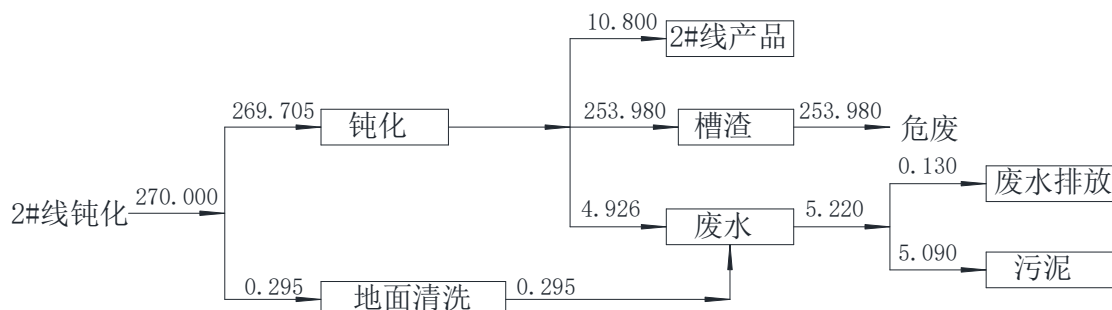 10.800
2#线产品
269.705
钝化
253.980
槽渣
253.980
危废
0.130
废水排放
2#线钝化
270.000
4.926
废水
5.220
5.090
污泥
0.295
地面清洗
0.295